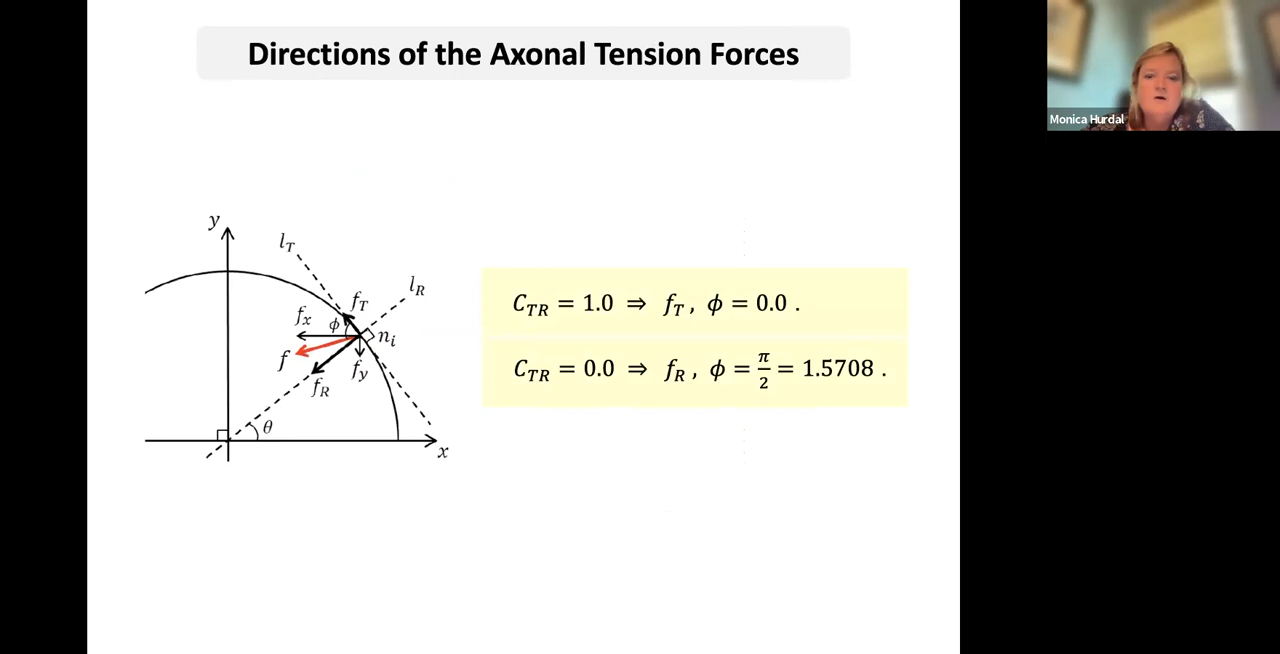 Directions of the Axonal Tension Forces
Monica Hurdal
y
l_T
l_R
f_T
f_x
ϕ
n_i
f
f_y
f_R
θ
x
C_TR = 1.0 ⇒ f_T , ϕ = 0.0 .
C_TR = 0.0 ⇒ f_R , ϕ = π/2 = 1.5708 .